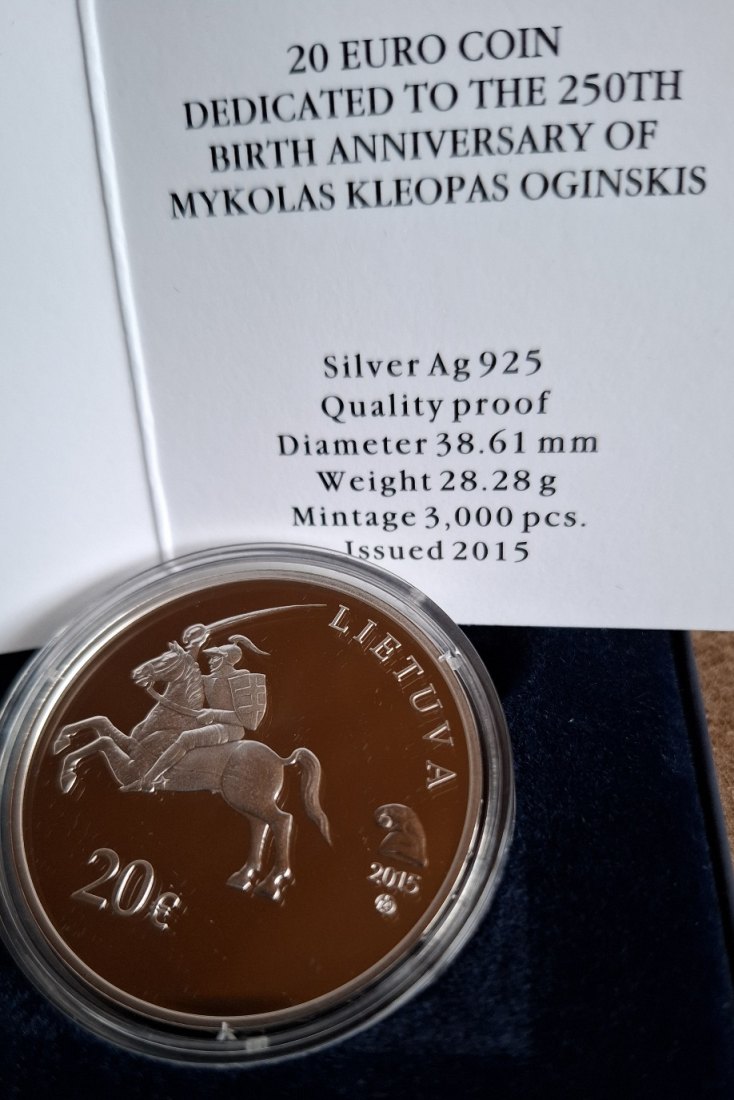 20 EURO COIN
DEDICATED TO THE 250TH
BIRTH ANNIVERSARY OF
MYKOLAS KLEOPAS OGINSKIS
Silver Ag 925
Quality proof
Diameter 38.61 mm
Weight 28.28 g
Mintage 3,000 pcs.
Issued 2015
LIETUVA
20€
2015